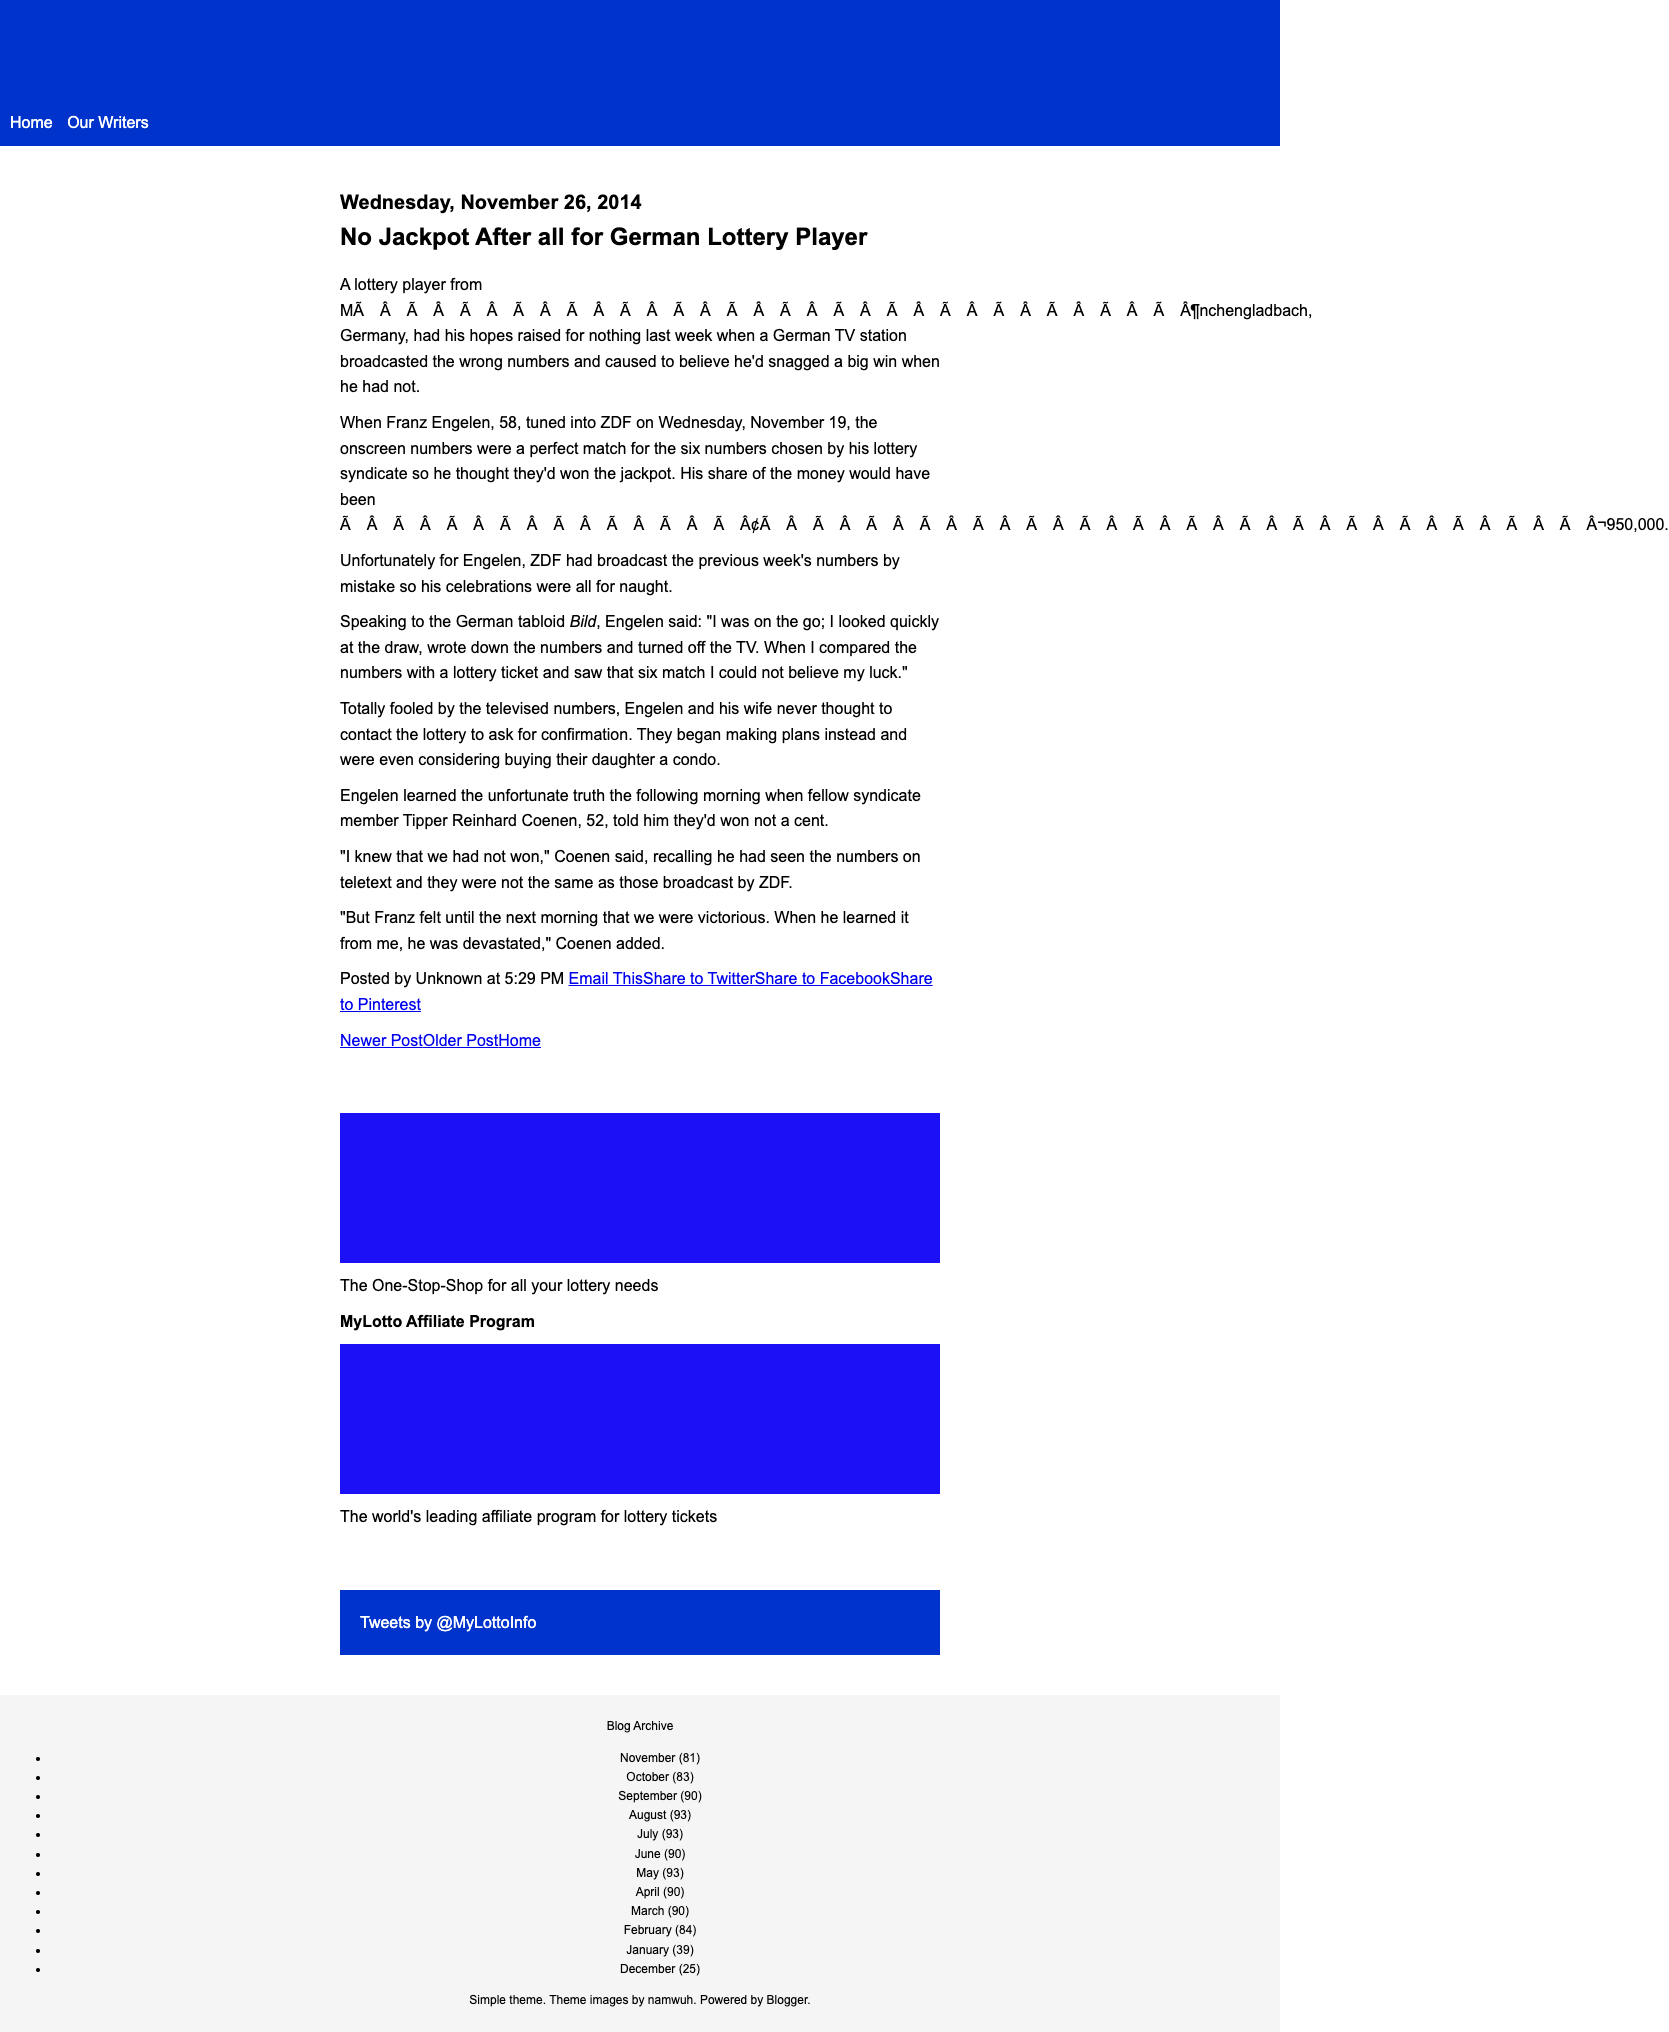 Home Our Writers
Wednesday, November 26, 2014
No Jackpot After all for German Lottery Player
A lottery player from
MÃ Â Ã Â Ã Â Ã Â Ã Â Ã Â Ã Â Ã Â Ã Â Ã Â Ã Â Ã Â Ã Â Ã Â Ã Â Ã Â¶nchengladbach,
Germany, had his hopes raised for nothing last week when a German TV station
broadcasted the wrong numbers and caused to believe he'd snagged a big win when
he had not.
When Franz Engelen, 58, tuned into ZDF on Wednesday, November 19, the
onscreen numbers were a perfect match for the six numbers chosen by his lottery
syndicate so he thought they'd won the jackpot. His share of the money would have
been
Ã Â Ã Â Ã Â Ã Â Ã Â Ã Â Ã Â Ã Â¢Ã Â Ã Â Ã Â Ã Â Ã Â Ã Â Ã Â Ã Â Ã Â Ã Â Ã Â Ã Â Ã Â Ã Â Ã Â Ã Â¬950,000.
Unfortunately for Engelen, ZDF had broadcast the previous week's numbers by
mistake so his celebrations were all for naught.
Speaking to the German tabloid Bild, Engelen said: "I was on the go; I looked quickly
at the draw, wrote down the numbers and turned off the TV. When I compared the
numbers with a lottery ticket and saw that six match I could not believe my luck."
Totally fooled by the televised numbers, Engelen and his wife never thought to
contact the lottery to ask for confirmation. They began making plans instead and
were even considering buying their daughter a condo.
Engelen learned the unfortunate truth the following morning when fellow syndicate
member Tipper Reinhard Coenen, 52, told him they'd won not a cent.
"I knew that we had not won," Coenen said, recalling he had seen the numbers on
teletext and they were not the same as those broadcast by ZDF.
"But Franz felt until the next morning that we were victorious. When he learned it
from me, he was devastated," Coenen added.
Posted by Unknown at 5:29 PM Email ThisShare to TwitterShare to FacebookShare
to Pinterest
Newer PostOlder PostHome
The One-Stop-Shop for all your lottery needs
MyLotto Affiliate Program
The world's leading affiliate program for lottery tickets
Tweets by @MyLottoInfo
Blog Archive
November (81)
October (83)
September (90)
August (93)
July (93)
June (90)
May (93)
April (90)
March (90)
February (84)
January (39)
December (25)
Simple theme. Theme images by namwuh. Powered by Blogger.